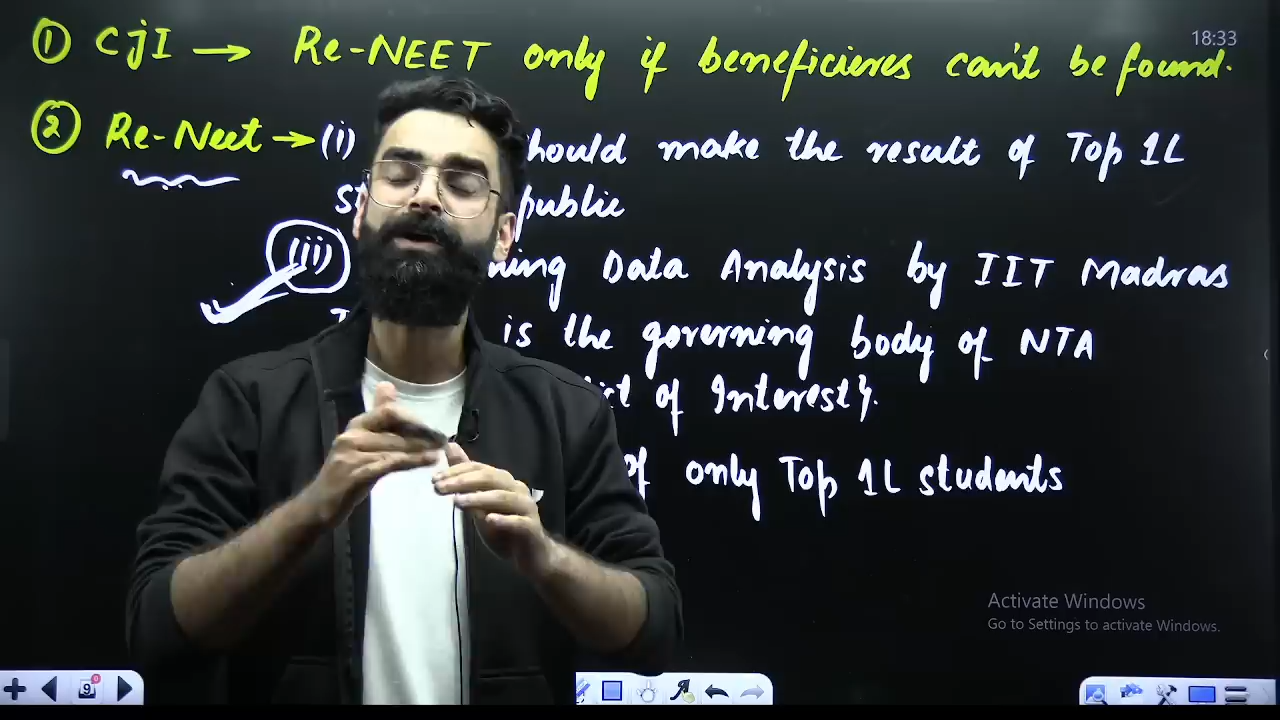 18:33
① CjI → Re-NEET only if beneficieres can't be found.
② Re-Neet → (i) should make the result of Top 1L
public
(ii) Data Analysis by IIT Madras
is the governing body of NTA
of Interest}.
of only Top 1L students
Activate Windows
Go to Settings to activate Windows.
9